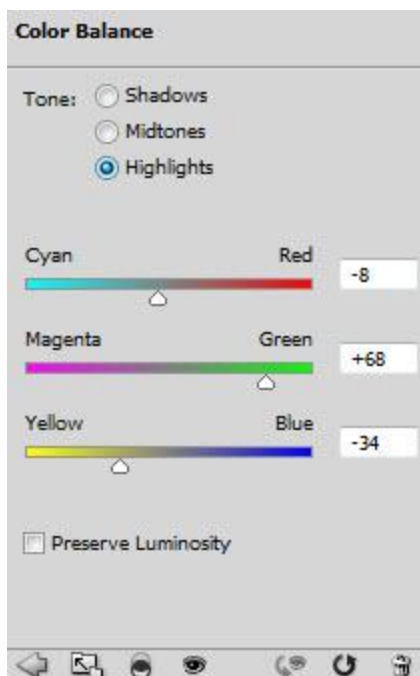 Color Balance
Tone: Shadows
Midtones
Highlights
Cyan Red
-8
Magenta Green
+68
Yellow Blue
-34
Preserve Luminosity